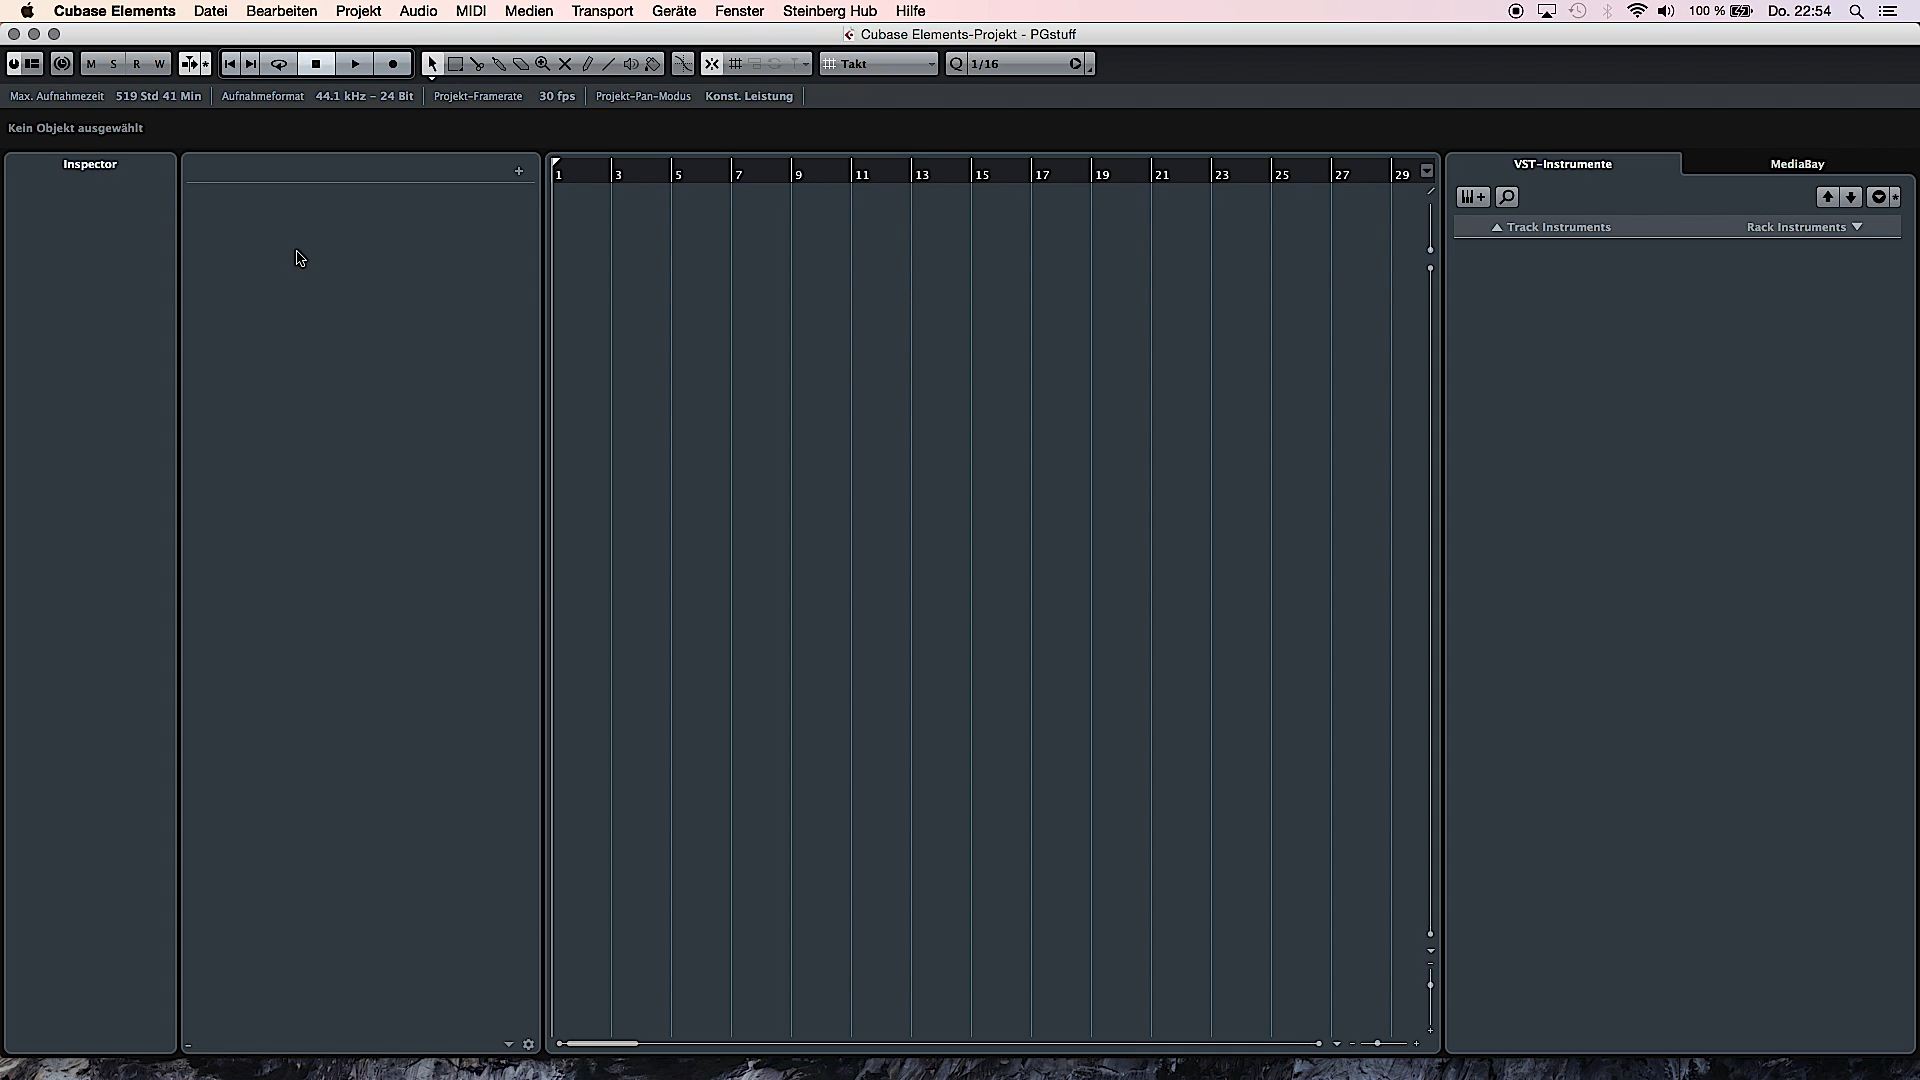 Cubase Elements Datei Bearbeiten Projekt Audio MIDI Medien Transport Geräte Fenster Steinberg Hub Hilfe 100 % Do. 22:54
Cubase Elements-Projekt - PGstuff
M S R W Takt Q 1/16
Max. Aufnahmezeit 519 Std 41 Min Aufnahmeformat 44.1 kHz - 24 Bit Projekt-Framerate 30 fps Projekt-Pan-Modus Konst. Leistung
Kein Objekt ausgewählt
Inspector + VST-Instrumente MediaBay
1 3 5 7 9 11 13 15 17 19 21 23 25 27 29
Track Instruments Rack Instruments